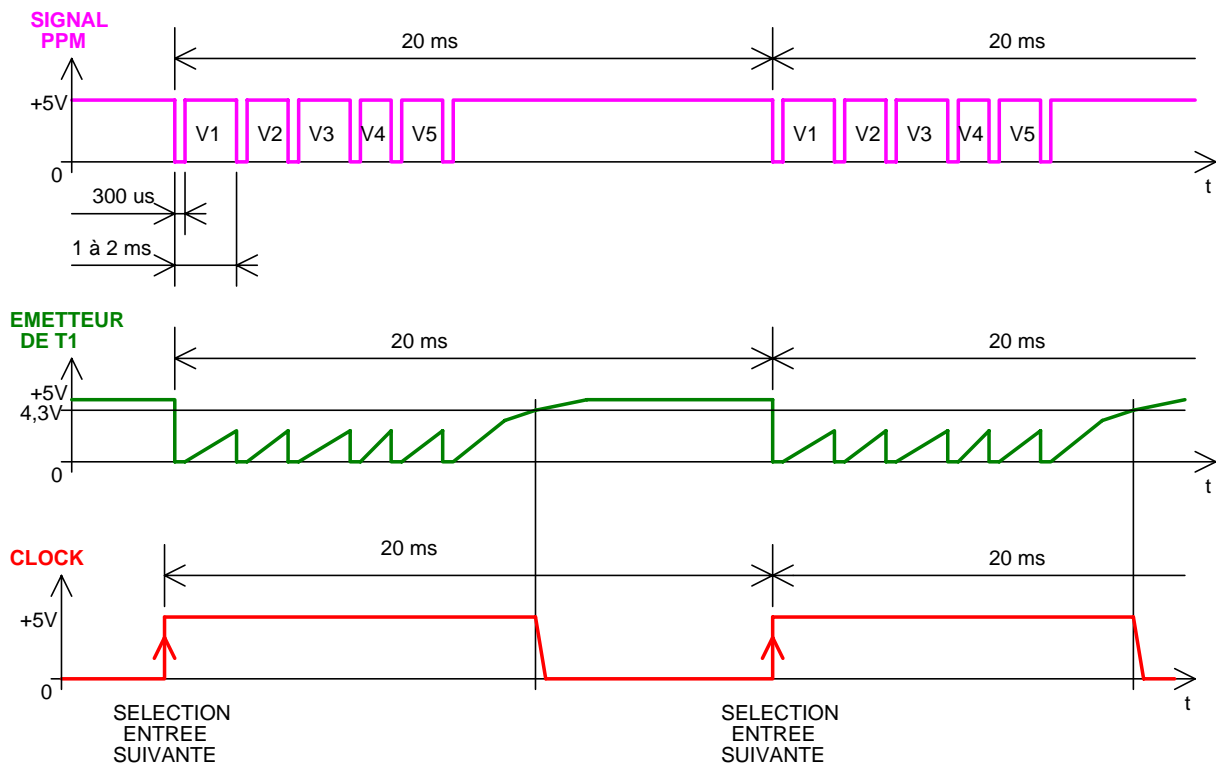 SIGNAL
PPM
20 ms
20 ms
+5V
V1
V2
V3
V4
V5
V1
V2
V3
V4
V5
0
t
300 us
1 à 2 ms
EMETTEUR
DE T1
20 ms
20 ms
+5V
4,3V
0
t
CLOCK
20 ms
20 ms
+5V
0
t
SELECTION
ENTREE
SUIVANTE
SELECTION
ENTREE
SUIVANTE